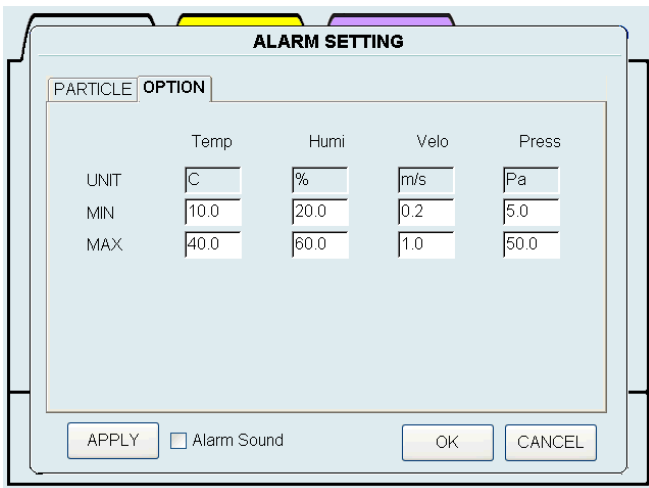 ALARM SETTING
PARTICLE OPTION
Temp Humi Velo Press
UNIT C % m/s Pa
MIN 10.0 20.0 0.2 5.0
MAX 40.0 60.0 1.0 50.0
APPLY Alarm Sound OK CANCEL